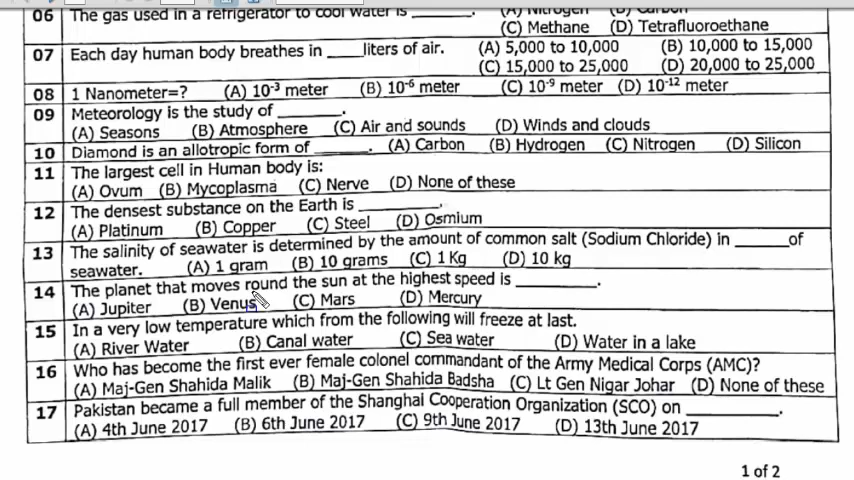 06 The gas used in a refrigerator to cool water is ______. (A) Nitrogen (B) Carbon
(C) Methane (D) Tetrafluoroethane
07 Each day human body breathes in ____liters of air. (A) 5,000 to 10,000 (B) 10,000 to 15,000
(C) 15,000 to 25,000 (D) 20,000 to 25,000
08 1 Nanometer=? (A) 10⁻³ meter (B) 10⁻⁶ meter (C) 10⁻⁹ meter (D) 10⁻¹² meter
09 Meteorology is the study of ______.
(A) Seasons (B) Atmosphere (C) Air and sounds (D) Winds and clouds
10 Diamond is an allotropic form of ______. (A) Carbon (B) Hydrogen (C) Nitrogen (D) Silicon
11 The largest cell in Human body is:
(A) Ovum (B) Mycoplasma (C) Nerve (D) None of these
12 The densest substance on the Earth is ________.
(A) Platinum (B) Copper (C) Steel (D) Osmium
13 The salinity of seawater is determined by the amount of common salt (Sodium Chloride) in _____of
seawater. (A) 1 gram (B) 10 grams (C) 1 Kg (D) 10 kg
14 The planet that moves round the sun at the highest speed is ________.
(A) Jupiter (B) Venus (C) Mars (D) Mercury
15 In a very low temperature which from the following will freeze at last.
(A) River Water (B) Canal water (C) Sea water (D) Water in a lake
16 Who has become the first ever female colonel commandant of the Army Medical Corps (AMC)?
(A) Maj-Gen Shahida Malik (B) Maj-Gen Shahida Badsha (C) Lt Gen Nigar Johar (D) None of these
17 Pakistan became a full member of the Shanghai Cooperation Organization (SCO) on _________.
(A) 4th June 2017 (B) 6th June 2017 (C) 9th June 2017 (D) 13th June 2017
1 of 2